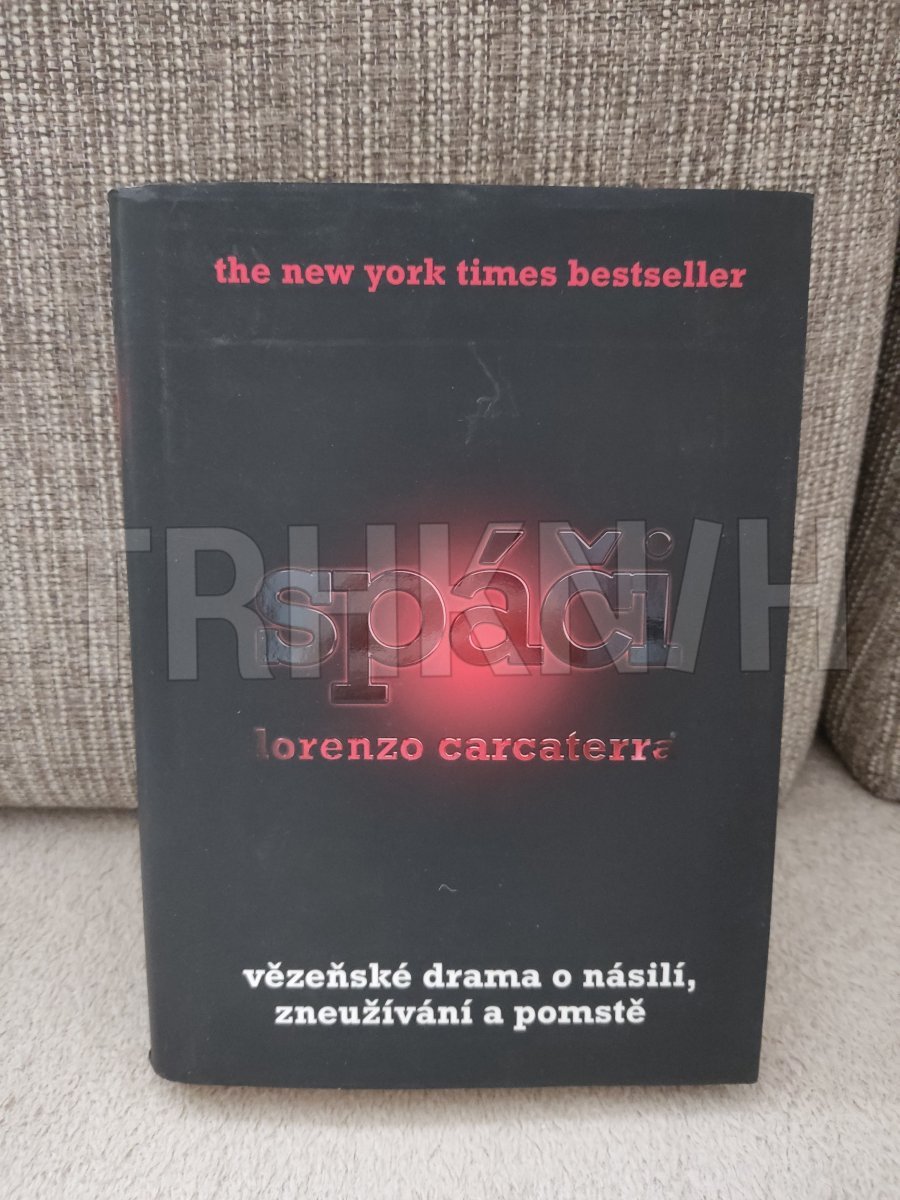 the new york times bestseller
spáči
lorenzo carcaterra
vězeňské drama o násilí,
zneužívání a pomstě